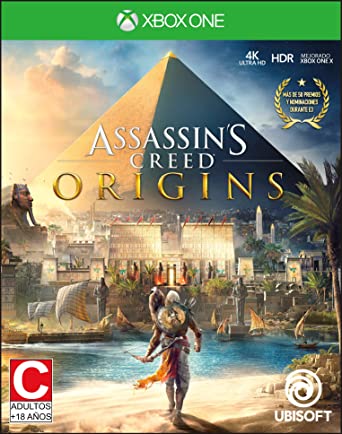 XBOX ONE
4K
ULTRA HD
HDR
MEJORADO
XBOX ONE X
MÁS DE 50 PREMIOS
Y NOMINACIONES
DURANTE E3
ASSASSIN'S
CREED
ORIGINS
C
ADULTOS
+18 AÑOS
UBISOFT